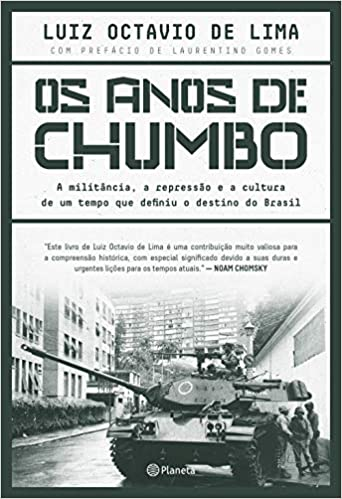 LUIZ OCTAVIO DE LIMA
COM PREFÁCIO DE LAURENTINO GOMES
OS ANOS DE
CHUMBO
A militância, a repressão e a cultura
de um tempo que definiu o destino do Brasil
"Este livro de Luiz Octavio de Lima é uma contribuição muito valiosa para
a compreensão histórica, com especial significado devido a suas duras e
urgentes lições para os tempos atuais." — NOAM CHOMSKY
Planeta